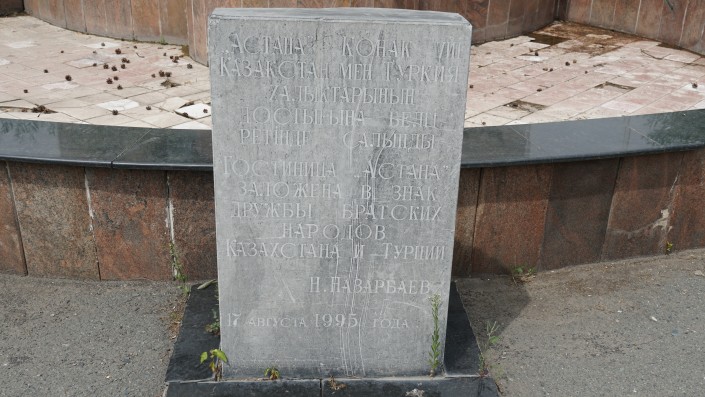 "АСТАНА" ҚОНАҚ ҮЙІ
ҚАЗАҚСТАН МЕН ТҮРКИЯ
ХАЛЫҚТАРЫНЫҢ
ДОСТЫҒЫНА БЕЛГІ
РЕТІНДЕ САЛЫНДЫ
ГОСТИНИЦА „АСТАНА"
ЗАЛОЖЕНА В ЗНАК
ДРУЖБЫ БРАТСКИХ
НАРОДОВ
КАЗАХСТАНА И ТУРЦИИ
Н. НАЗАРБАЕВ
17 АВГУСТА 1995 ГОДА